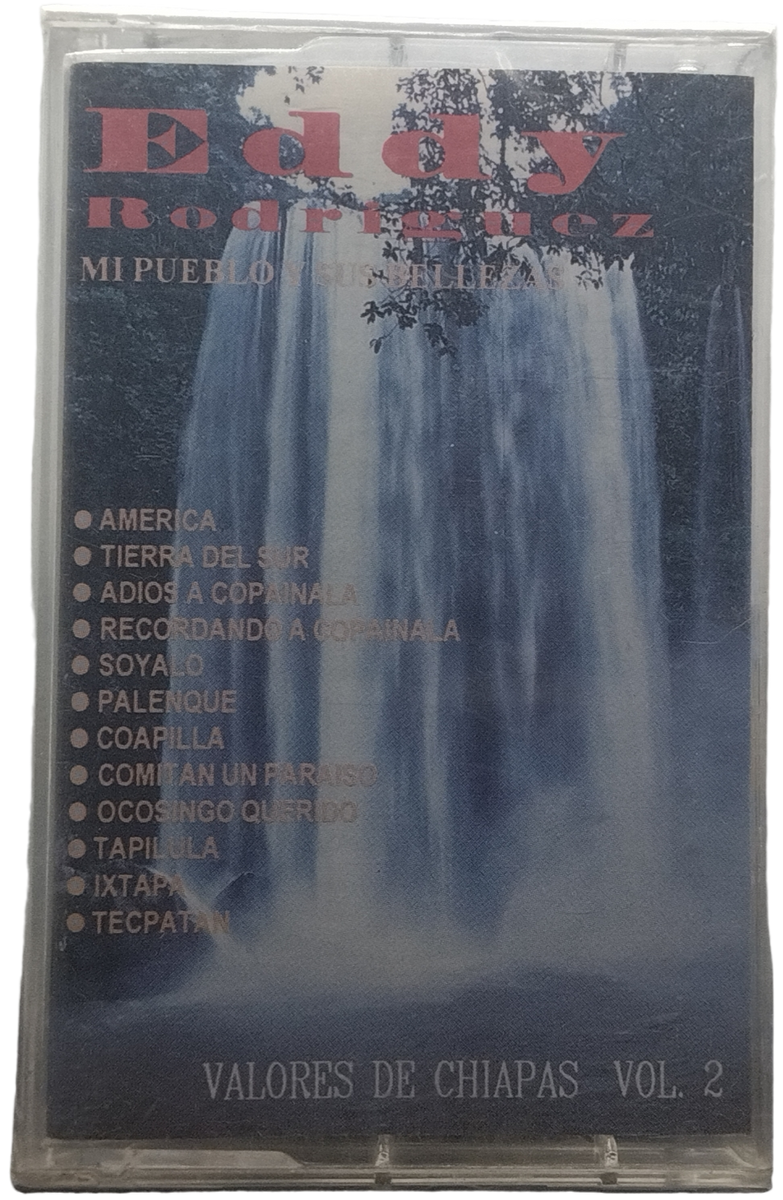 Eddy
Rodriguez
MI PUEBLO Y SUS BELLEZAS
● AMERICA
● TIERRA DEL SUR
● ADIOS A COPAINALA
● RECORDANDO A COPAINALA
● SOYALO
● PALENQUE
● COAPILLA
● COMITAN UN PARAISO
● OCOSINGO QUERIDO
● TAPILULA
● IXTAPA
● TECPATAN
VALORES DE CHIAPAS VOL. 2